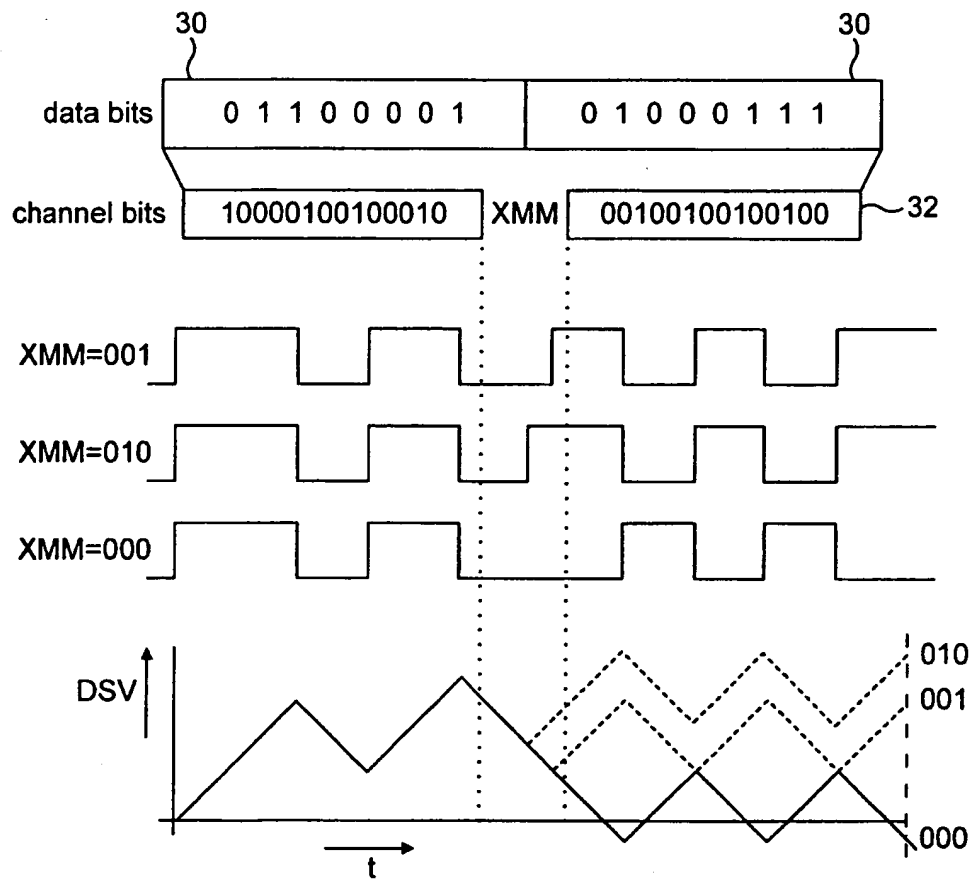 30 30
data bits 0 1 1 0 0 0 0 1 0 1 0 0 0 1 1 1
channel bits 10000100100010 XMM 00100100100100 32
XMM=001
XMM=010
XMM=000
DSV
010
001
000
t